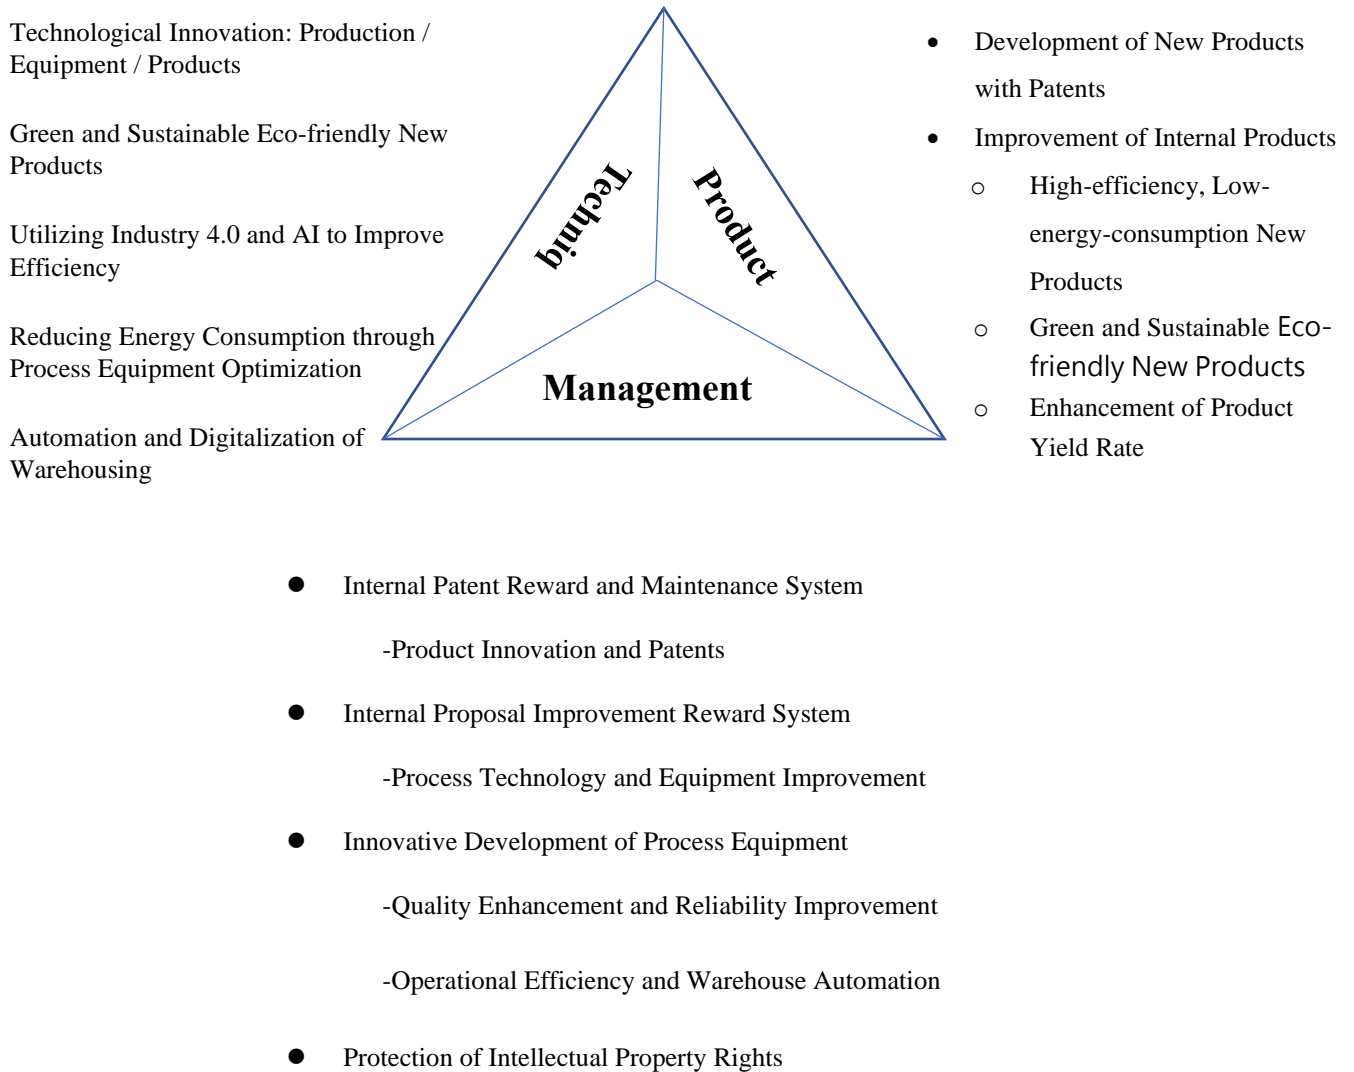 Technological Innovation: Production /
Equipment / Products
Green and Sustainable Eco-friendly New
Products
Utilizing Industry 4.0 and AI to Improve
Efficiency
Reducing Energy Consumption through
Process Equipment Optimization
Automation and Digitalization of
Warehousing
Techniq
Product
Management
• Development of New Products
with Patents
• Improvement of Internal Products
o High-efficiency, Low-
energy-consumption New
Products
o Green and Sustainable Eco-
friendly New Products
o Enhancement of Product
Yield Rate
● Internal Patent Reward and Maintenance System
-Product Innovation and Patents
● Internal Proposal Improvement Reward System
-Process Technology and Equipment Improvement
● Innovative Development of Process Equipment
-Quality Enhancement and Reliability Improvement
-Operational Efficiency and Warehouse Automation
● Protection of Intellectual Property Rights